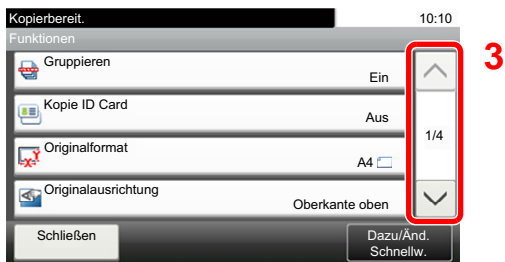 Kopierbereit. 10:10
Funktionen
Gruppieren
Ein
Kopie ID Card
Aus
Originalformat
A4
Originalausrichtung
Oberkante oben
1/4
3
Schließen
Dazu/Änd.
Schnellw.